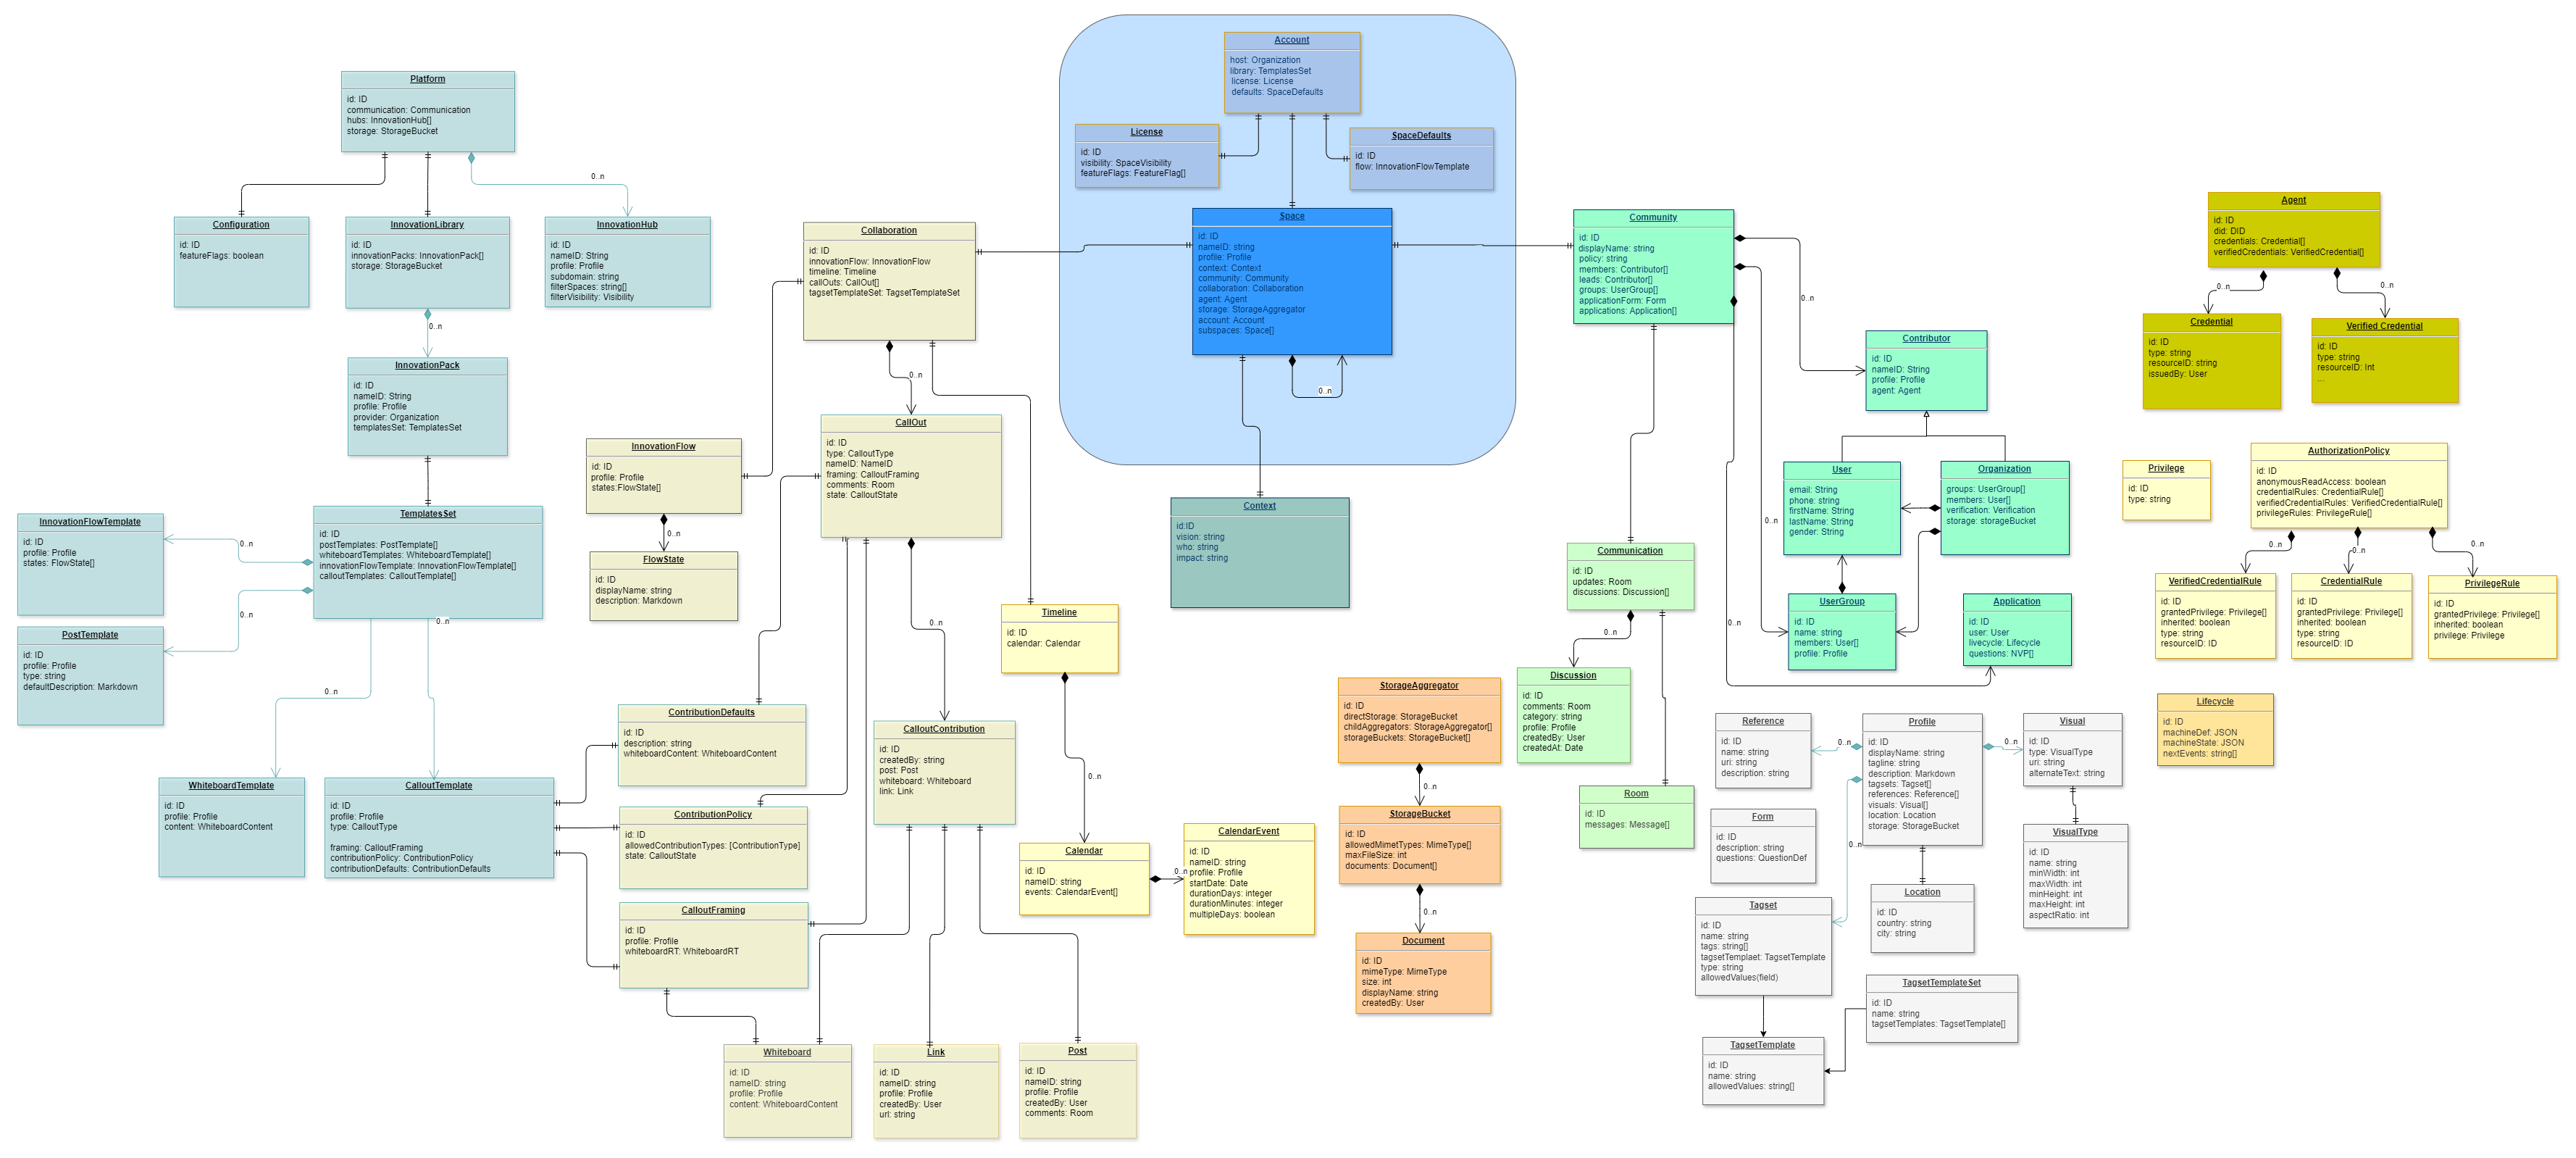 Account
host: Organization
library: TemplatesSet
license: License
defaults: SpaceDefaults
License
id: ID
visibility: SpaceVisibility
featureFlags: FeatureFlag[]
SpaceDefaults
id: ID
flow: InnovationFlowTemplate
Space
id: ID
nameID: string
profile: Profile
context: Context
community: Community
collaboration: Collaboration
agent: Agent
storage: StorageAggregator
account: Account
subspaces: Space[]
0..n
Context
id:ID
vision: string
who: string
impact: string
Platform
id: ID
communication: Communication
hubs: InnovationHub[]
storage: StorageBucket
0..n
Configuration
id: ID
featureFlags: boolean
InnovationLibrary
id: ID
innovationPacks: InnovationPack[]
storage: StorageBucket
0..n
InnovationHub
id: ID
nameID: String
profile: Profile
subdomain: string
filterSpaces: string[]
filterVisibility: Visibility
InnovationPack
id: ID
nameID: String
profile: Profile
provider: Organization
templatesSet: TemplatesSet
TemplatesSet
id: ID
postTemplates: PostTemplate[]
whiteboardTemplates: WhiteboardTemplate[]
innovationFlowTemplate: InnovationFlowTemplate[]
calloutTemplates: CalloutTemplate[]
0..n
0..n
0..n
0..n
InnovationFlowTemplate
id: ID
profile: Profile
states: FlowState[]
PostTemplate
id: ID
profile: Profile
type: string
defaultDescription: Markdown
WhiteboardTemplate
id: ID
profile: Profile
content: WhiteboardContent
CalloutTemplate
id: ID
profile: Profile
type: CalloutType
framing: CalloutFraming
contributionPolicy: ContributionPolicy
contributionDefaults: ContributionDefaults
Collaboration
id: ID
innovationFlow: InnovationFlow
timeline: Timeline
callOuts: CallOut[]
tagsetTemplateSet: TagsetTemplateSet
0..n
InnovationFlow
id: ID
profile: Profile
states:FlowState[]
0..n
FlowState
id: ID
displayName: string
description: Markdown
CallOut
id: ID
type: CalloutType
nameID: NameID
framing: CalloutFraming
comments: Room
state: CalloutState
0..n
Timeline
id: ID
calendar: Calendar
0..n
ContributionDefaults
id: ID
description: string
whiteboardContent: WhiteboardContent
ContributionPolicy
id: ID
allowedContributionTypes: [ContributionType]
state: CalloutState
CalloutFraming
id: ID
profile: Profile
whiteboardRT: WhiteboardRT
CalloutContribution
id: ID
createdBy: string
post: Post
whiteboard: Whiteboard
link: Link
Calendar
id: ID
nameID: string
events: CalendarEvent[]
0..n
CalendarEvent
id: ID
nameID: string
profile: Profile
startDate: Date
durationDays: integer
durationMinutes: integer
multipleDays: boolean
Whiteboard
id: ID
nameID: string
profile: Profile
content: WhiteboardContent
Link
id: ID
nameID: string
profile: Profile
createdBy: User
url: string
Post
id: ID
nameID: string
profile: Profile
createdBy: User
comments: Room
StorageAggregator
id: ID
directStorage: StorageBucket
childAggregators: StorageAggregator[]
storageBuckets: StorageBucket[]
0..n
StorageBucket
id: ID
allowedMimetTypes: MimeType[]
maxFileSize: int
documents: Document[]
0..n
Document
id: ID
mimeType: MimeType
size: int
displayName: string
createdBy: User
Community
id: ID
displayName: string
policy: string
members: Contributor[]
leads: Contributor[]
groups: UserGroup[]
applicationForm: Form
applications: Application[]
0..n
0..n
0..n
Contributor
id: ID
nameID: String
profile: Profile
agent: Agent
User
email: String
phone: string
firstName: String
lastName: String
gender: String
Organization
groups: UserGroup[]
members: User[]
verification: Verification
storage: storageBucket
UserGroup
id: ID
name: string
members: User[]
profile: Profile
Application
id: ID
user: User
livecycle: Lifecycle
questions: NVP[]
Communication
id: ID
updates: Room
discussions: Discussion[]
0..n
Discussion
id: ID
comments: Room
category: string
profile: Profile
createdBy: User
createdAt: Date
Room
id: ID
messages: Message[]
Reference
id: ID
name: string
uri: string
description: string
Profile
id: ID
displayName: string
tagline: string
description: Markdown
tagsets: Tagset[]
references: Reference[]
visuals: Visual[]
location: Location
storage: StorageBucket
0..n
0..n
0..n
Visual
id: ID
type: VisualType
uri: string
alternateText: string
VisualType
id: ID
name: string
minWidth: int
maxWidth: int
minHeight: int
maxHeight: int
aspectRatio: int
Form
id: ID
description: string
questions: QuestionDef
Location
id: ID
country: string
city: string
Tagset
id: ID
name: string
tags: string[]
tagsetTemplaet: TagsetTemplate
type: string
allowedValues(field)
TagsetTemplateSet
id: ID
name: string
tagsetTemplates: TagsetTemplate[]
TagsetTemplate
id: ID
name: string
allowedValues: string[]
Agent
id: ID
did: DID
credentials: Credential[]
verifiedCredentials: VerifiedCredential[]
0..n
0..n
Credential
id: ID
type: string
resourceID: string
issuedBy: User
Verified Credential
id: ID
type: string
resourceID: Int
...
Privilege
id: ID
type: string
AuthorizationPolicy
id: ID
anonymousReadAccess: boolean
credentialRules: CredentialRule[]
verifiedCredentialRules: VerifiedCredentialRule[]
privilegeRules: PrivilegeRule[]
0..n
0..n
0..n
VerifiedCredentialRule
id: ID
grantedPrivilege: Privilege[]
inherited: boolean
type: string
resourceID: ID
CredentialRule
id: ID
grantedPrivilege: Privilege[]
inherited: boolean
type: string
resourceID: ID
PrivilegeRule
id: ID
grantedPrivilege: Privilege[]
inherited: boolean
privilege: Privilege
Lifecycle
id: ID
machineDef: JSON
machineState: JSON
nextEvents: string[]